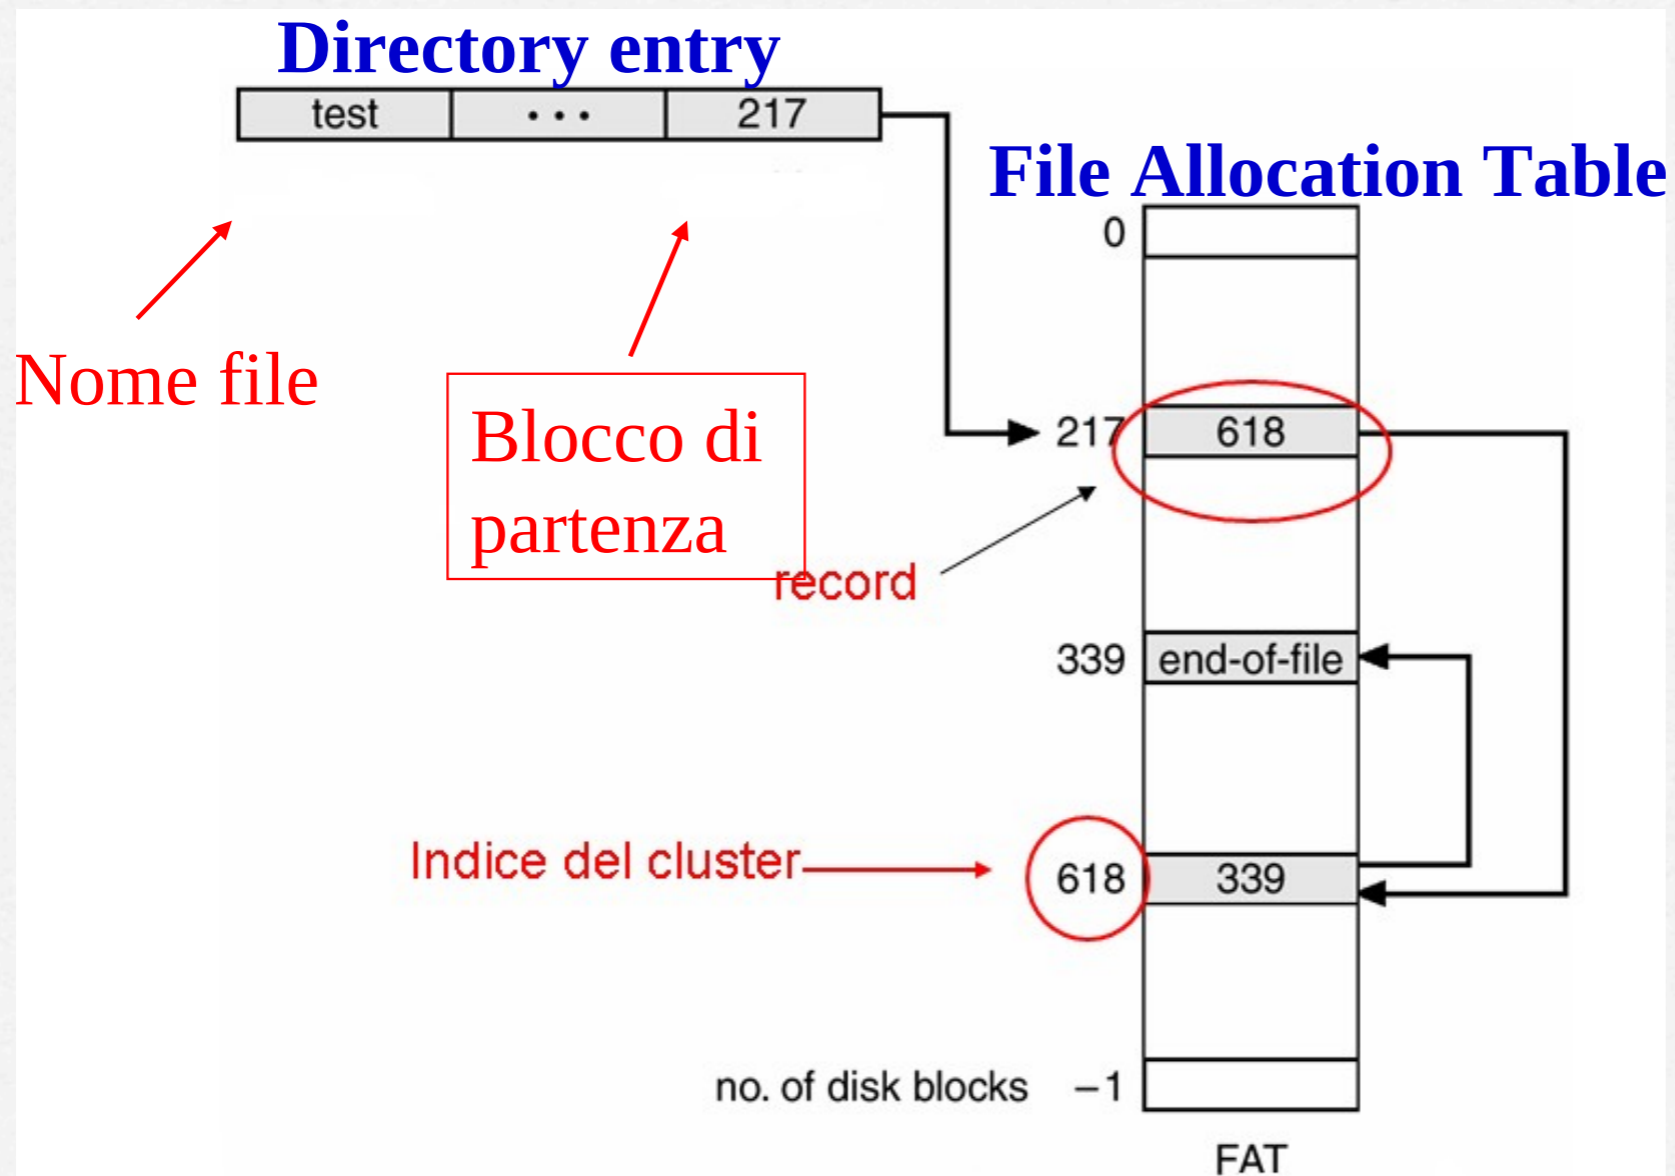 Directory entry
test
• • •
217
File Allocation Table
0
Nome file
Blocco di
partenza
217
618
record
339
end-of-file
Indice del cluster
618
339
no. of disk blocks
–1
FAT